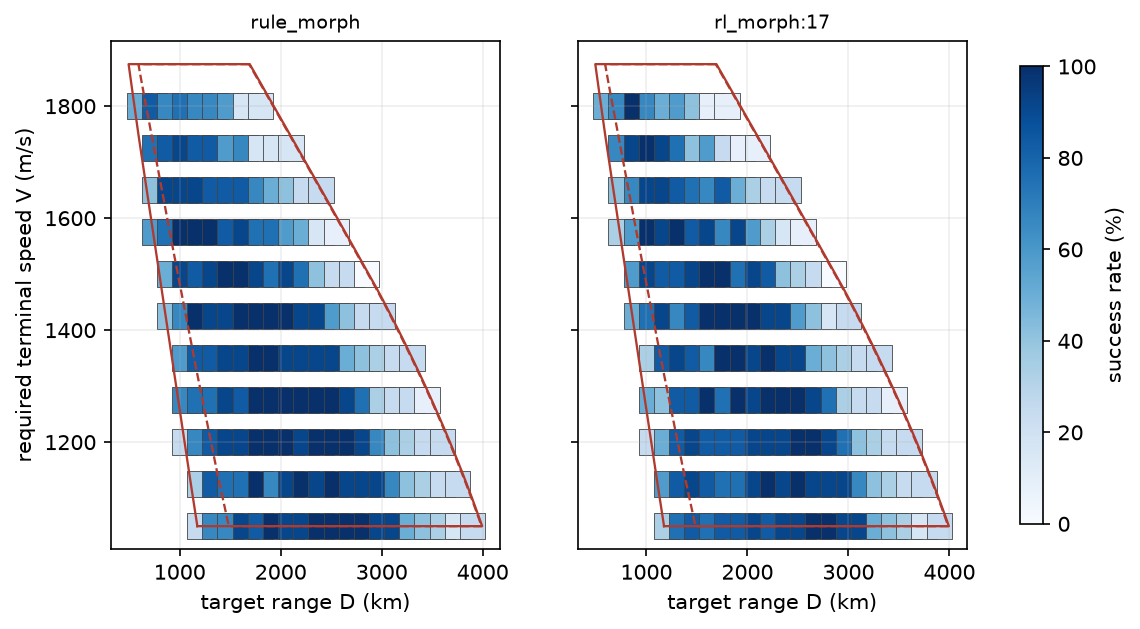 rule_morph
rl_morph:17
required terminal speed V (m/s)
1800
1600
1400
1200
1000 2000 3000 4000
target range D (km)
1000 2000 3000 4000
target range D (km)
100
80
60
40
20
0
success rate (%)